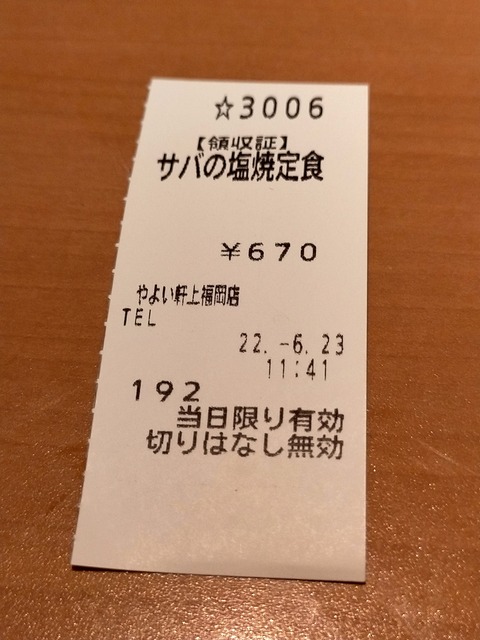 ☆3006
【領収証】
サバの塩焼定食
¥670
やよい軒上福岡店
TEL
22.-6.23
11:41
192
当日限り有効
切りはなし無効